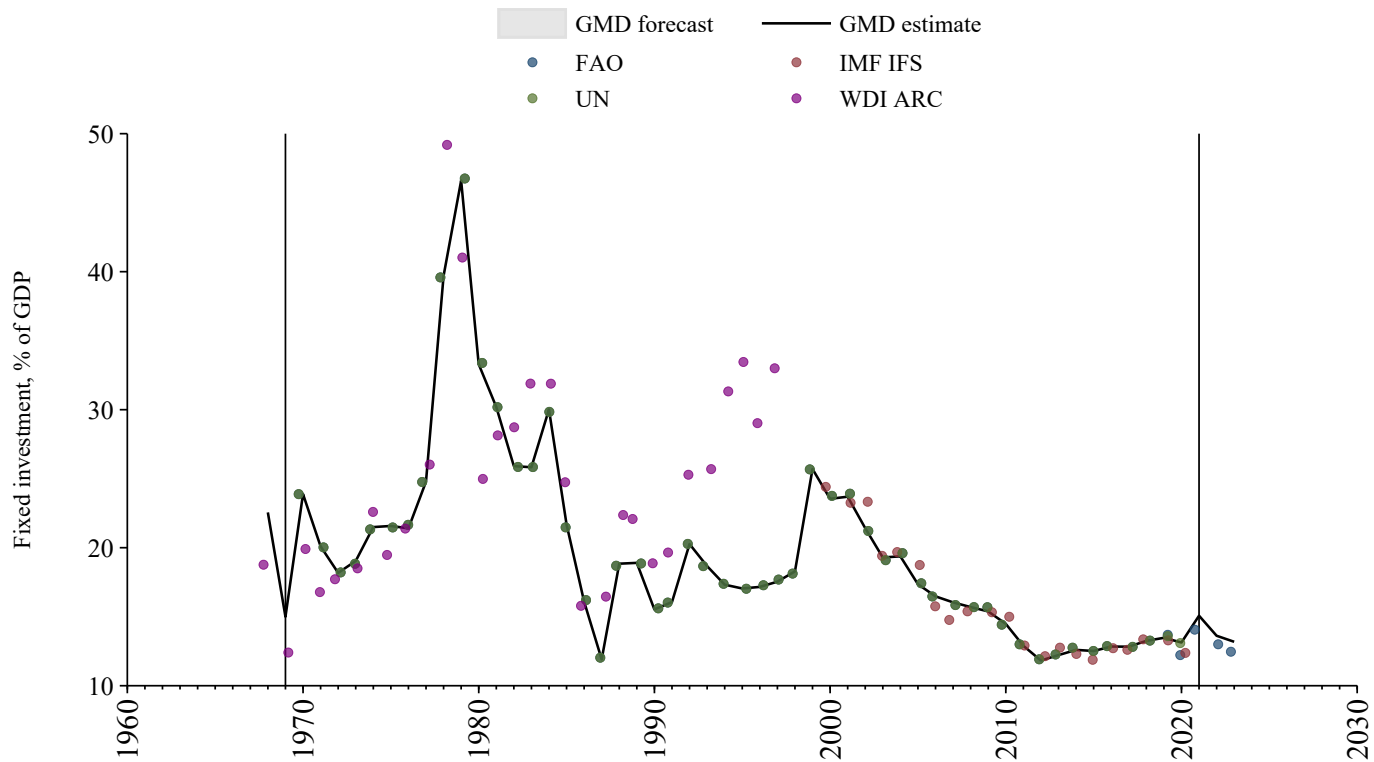 GMD forecast
GMD estimate
FAO
IMF IFS
UN
WDI ARC
Fixed investment, % of GDP
50
40
30
20
10
1960
1970
1980
1990
2000
2010
2020
2030